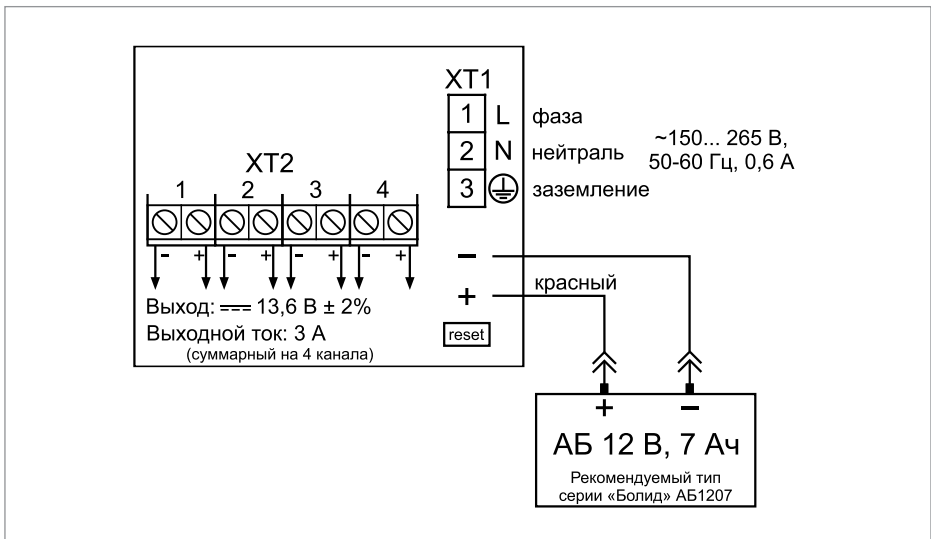 XT1
1 L фаза
2 N нейтраль
3 заземление
~150... 265 В,
50-60 Гц, 0,6 А
XT2
1 2 3 4
- + - + - + - +
Выход: 13,6 В ± 2%
Выходной ток: 3 А
(суммарный на 4 канала)
−
+ красный
reset
+ −
АБ 12 В, 7 Ач
Рекомендуемый тип
серии «Болид» АБ1207